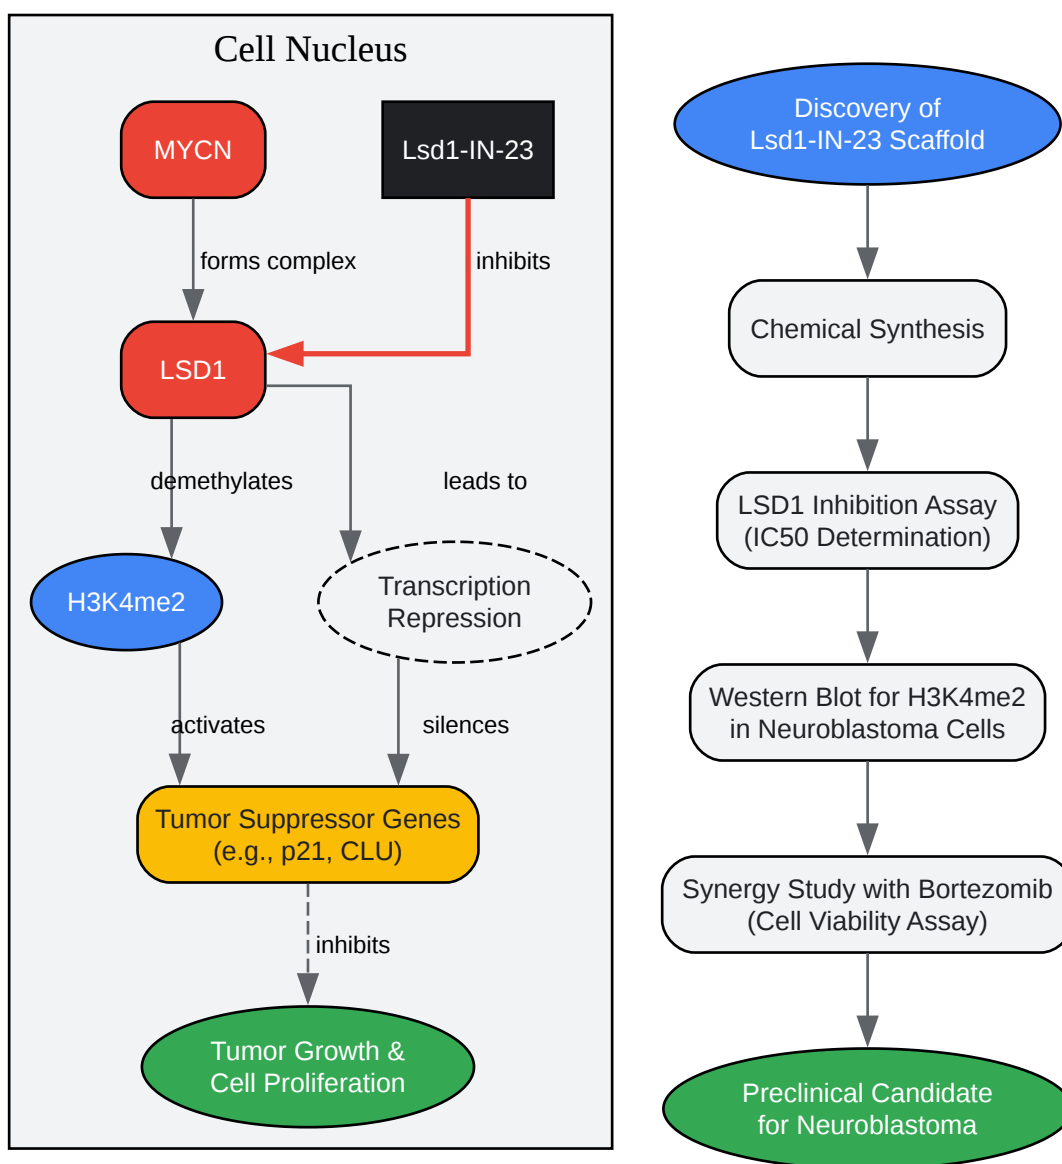 Cell Nucleus
MYCN
Lsd1-IN-23
forms complex
inhibits
LSD1
demethylates
leads to
H3K4me2
Transcription
Repression
activates
silences
Tumor Suppressor Genes
(e.g., p21, CLU)
inhibits
Tumor Growth &
Cell Proliferation
Discovery of
Lsd1-IN-23 Scaffold
Chemical Synthesis
LSD1 Inhibition Assay
(IC50 Determination)
Western Blot for H3K4me2
in Neuroblastoma Cells
Synergy Study with Bortezomib
(Cell Viability Assay)
Preclinical Candidate
for Neuroblastoma